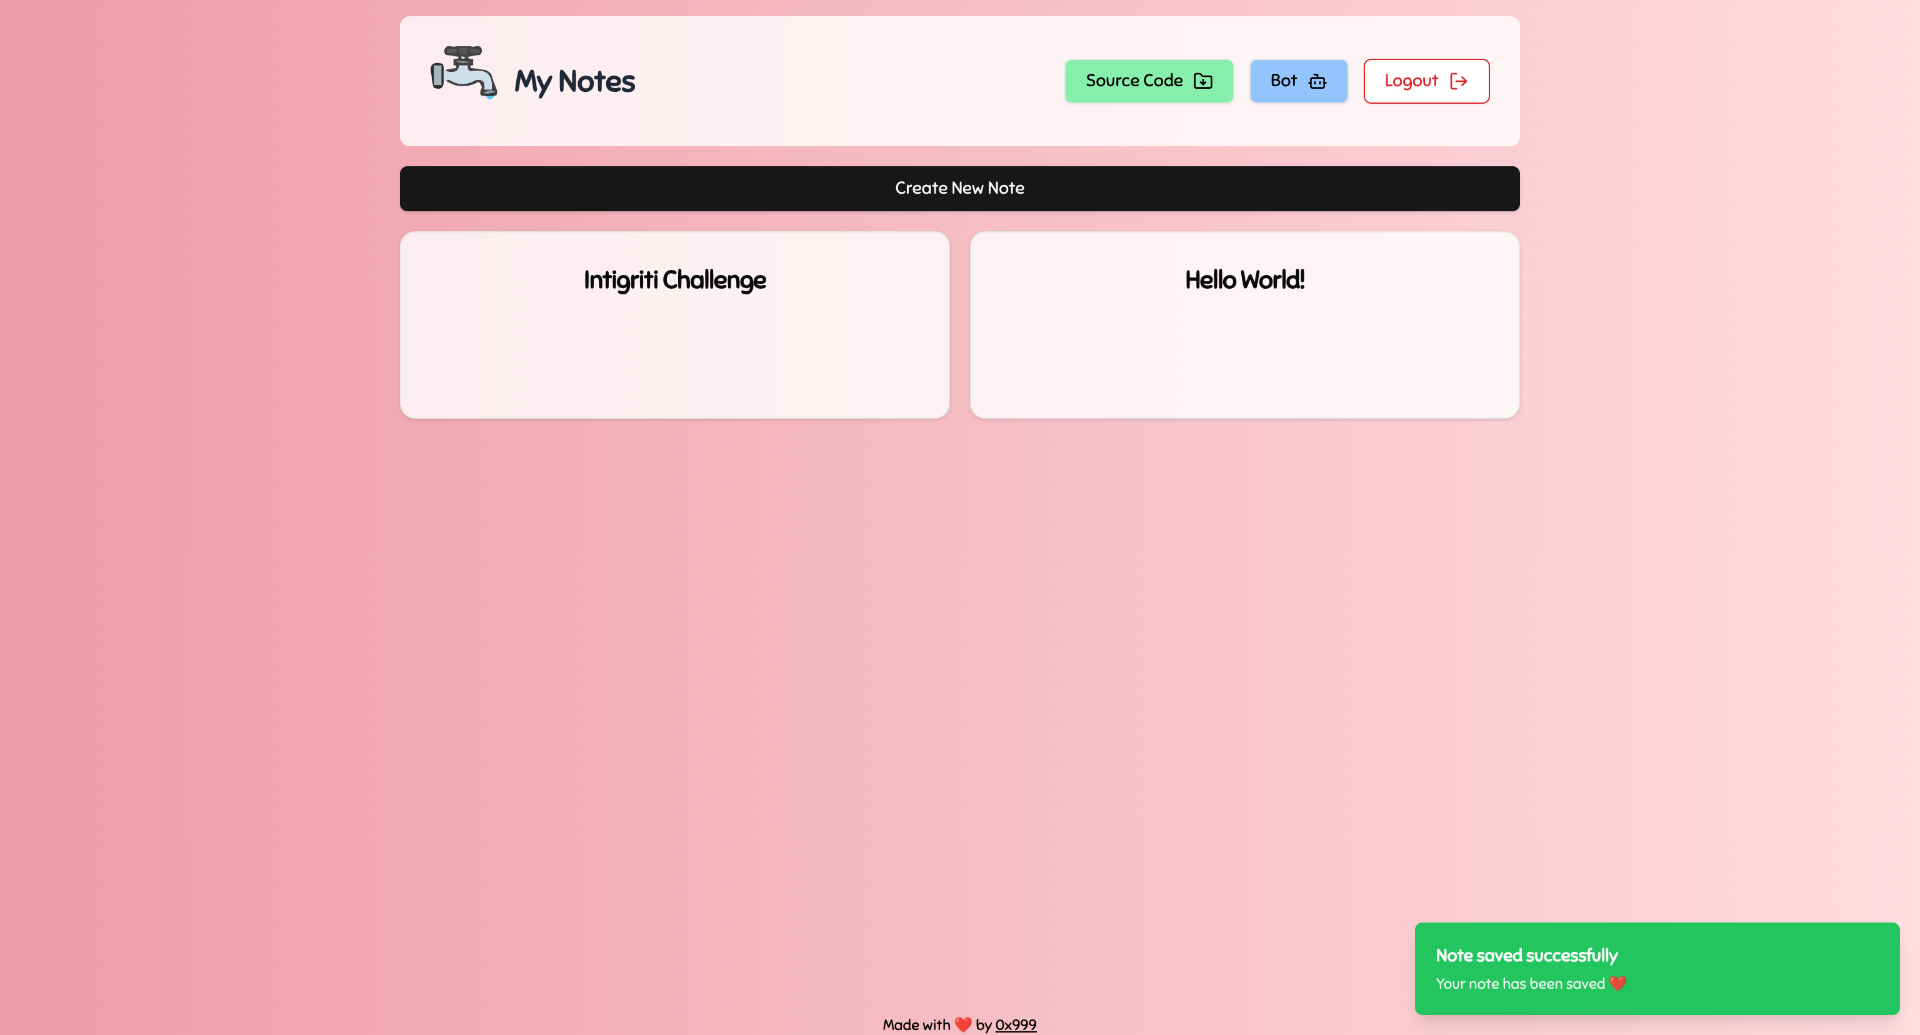 My Notes
Source Code
Bot
Logout
Create New Note
Intigriti Challenge
Hello World!
Note saved successfully
Your note has been saved ❤️
Made with ❤️ by 0x999